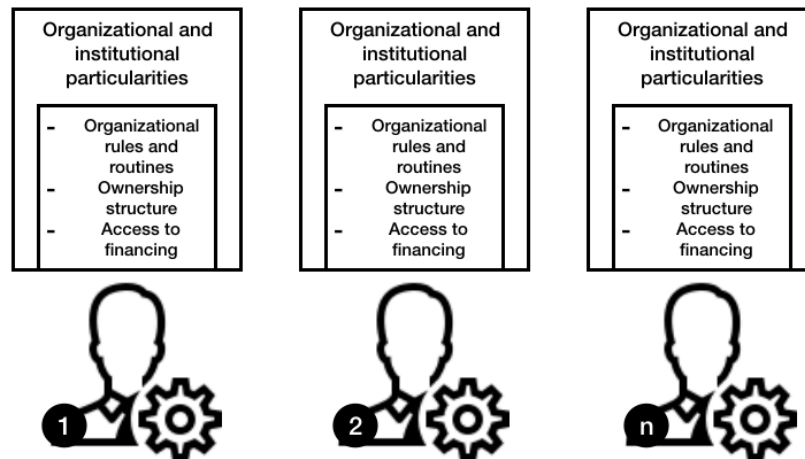 Organizational and
institutional
particularities
- Organizational
rules and
routines
- Ownership
structure
- Access to
financing
1
Organizational and
institutional
particularities
- Organizational
rules and
routines
- Ownership
structure
- Access to
financing
2
Organizational and
institutional
particularities
- Organizational
rules and
routines
- Ownership
structure
- Access to
financing
n